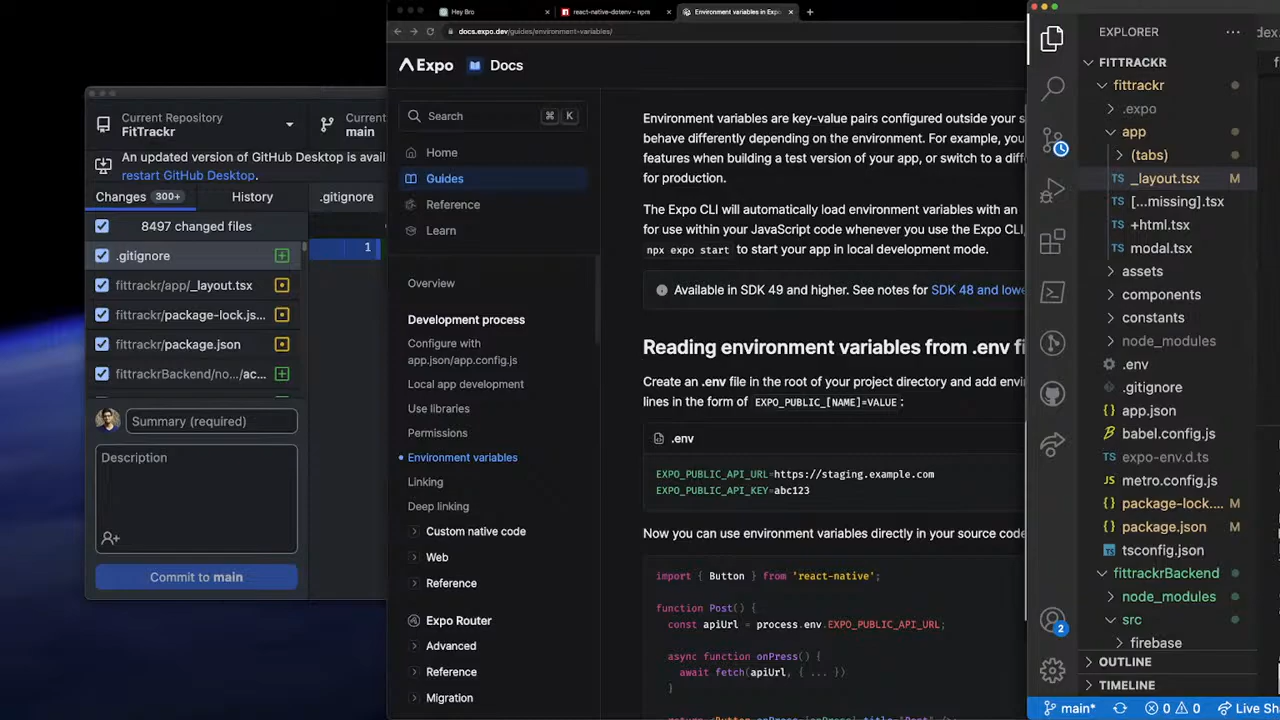 Current Repository
FitTrackr
Current
main
An updated version of GitHub Desktop is avail
restart GitHub Desktop.
Changes 300+
History
.gitignore
8497 changed files
1
.gitignore
fittrackr/app/_layout.tsx
fittrackr/package-lock.js...
fittrackr/package.json
fittrackrBackend/no.../ac...
Summary (required)
Description
Commit to main
Hey Bro
react-native-dotenv - npm
Environment variables in Exp
docs.expo.dev/guides/environment-variables/
Expo Docs
Search
⌘ K
Home
Guides
Reference
Learn
Overview
Development process
Configure with
app.json/app.config.js
Local app development
Use libraries
Permissions
Environment variables
Linking
Deep linking
Custom native code
Web
Reference
Expo Router
Advanced
Reference
Migration
Environment variables are key-value pairs configured outside your s
behave differently depending on the environment. For example, you
features when building a test version of your app, or switch to a diff
for production.
The Expo CLI will automatically load environment variables with an
for use within your JavaScript code whenever you use the Expo CLI,
npx expo start to start your app in local development mode.
Available in SDK 49 and higher. See notes for SDK 48 and lowe
Reading environment variables from .env fi
Create an .env file in the root of your project directory and add envi
lines in the form of EXPO_PUBLIC_[NAME]=VALUE :
.env
EXPO_PUBLIC_API_URL=https://staging.example.com
EXPO_PUBLIC_API_KEY=abc123
Now you can use environment variables directly in your source code
import { Button } from 'react-native';
function Post() {
const apiUrl = process.env.EXPO_PUBLIC_API_URL;
async function onPress() {
await fetch(apiUrl, { ... })
}
EXPLORER
dex.
FITTRACKR
fittrackr
.expo
app
(tabs)
TS _layout.tsx M
TS [...missing].tsx
TS +html.tsx
TS modal.tsx
assets
components
constants
node_modules
.env
.gitignore
{} app.json
babel.config.js
TS expo-env.d.ts
JS metro.config.js
{} package-lock.... M
{} package.json M
tsconfig.json
fittrackrBackend
node_modules
src
firebase
OUTLINE
TIMELINE
2
main* 0 0 Live Sh